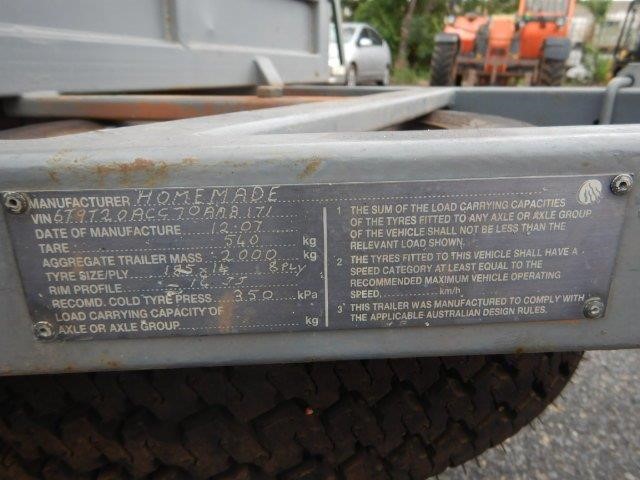 MANUFACTURER HOMEMADE
VIN 6T9T20ACG70AAB171
DATE OF MANUFACTURE 12-07
TARE 540 kg
AGGREGATE TRAILER MASS 2000 kg
TYRE SIZE/PLY 185 x 14 8PLY
RIM PROFILE 14 JJ
RECOMD. COLD TYRE PRESS. 350 kPa
LOAD CARRYING CAPACITY OF
AXLE OR AXLE GROUP kg
1 THE SUM OF THE LOAD CARRYING CAPACITIES
OF THE TYRES FITTED TO ANY AXLE OR AXLE GROUP
OF THE VEHICLE SHALL NOT BE LESS THAN THE
RELEVANT LOAD SHOWN.
2 THE TYRES FITTED TO THIS VEHICLE SHALL HAVE A
SPEED CATEGORY AT LEAST EQUAL TO THE
RECOMMENDED MAXIMUM VEHICLE OPERATING
SPEED....................km/h
3 THIS TRAILER WAS MANUFACTURED TO COMPLY WITH
THE APPLICABLE AUSTRALIAN DESIGN RULES.